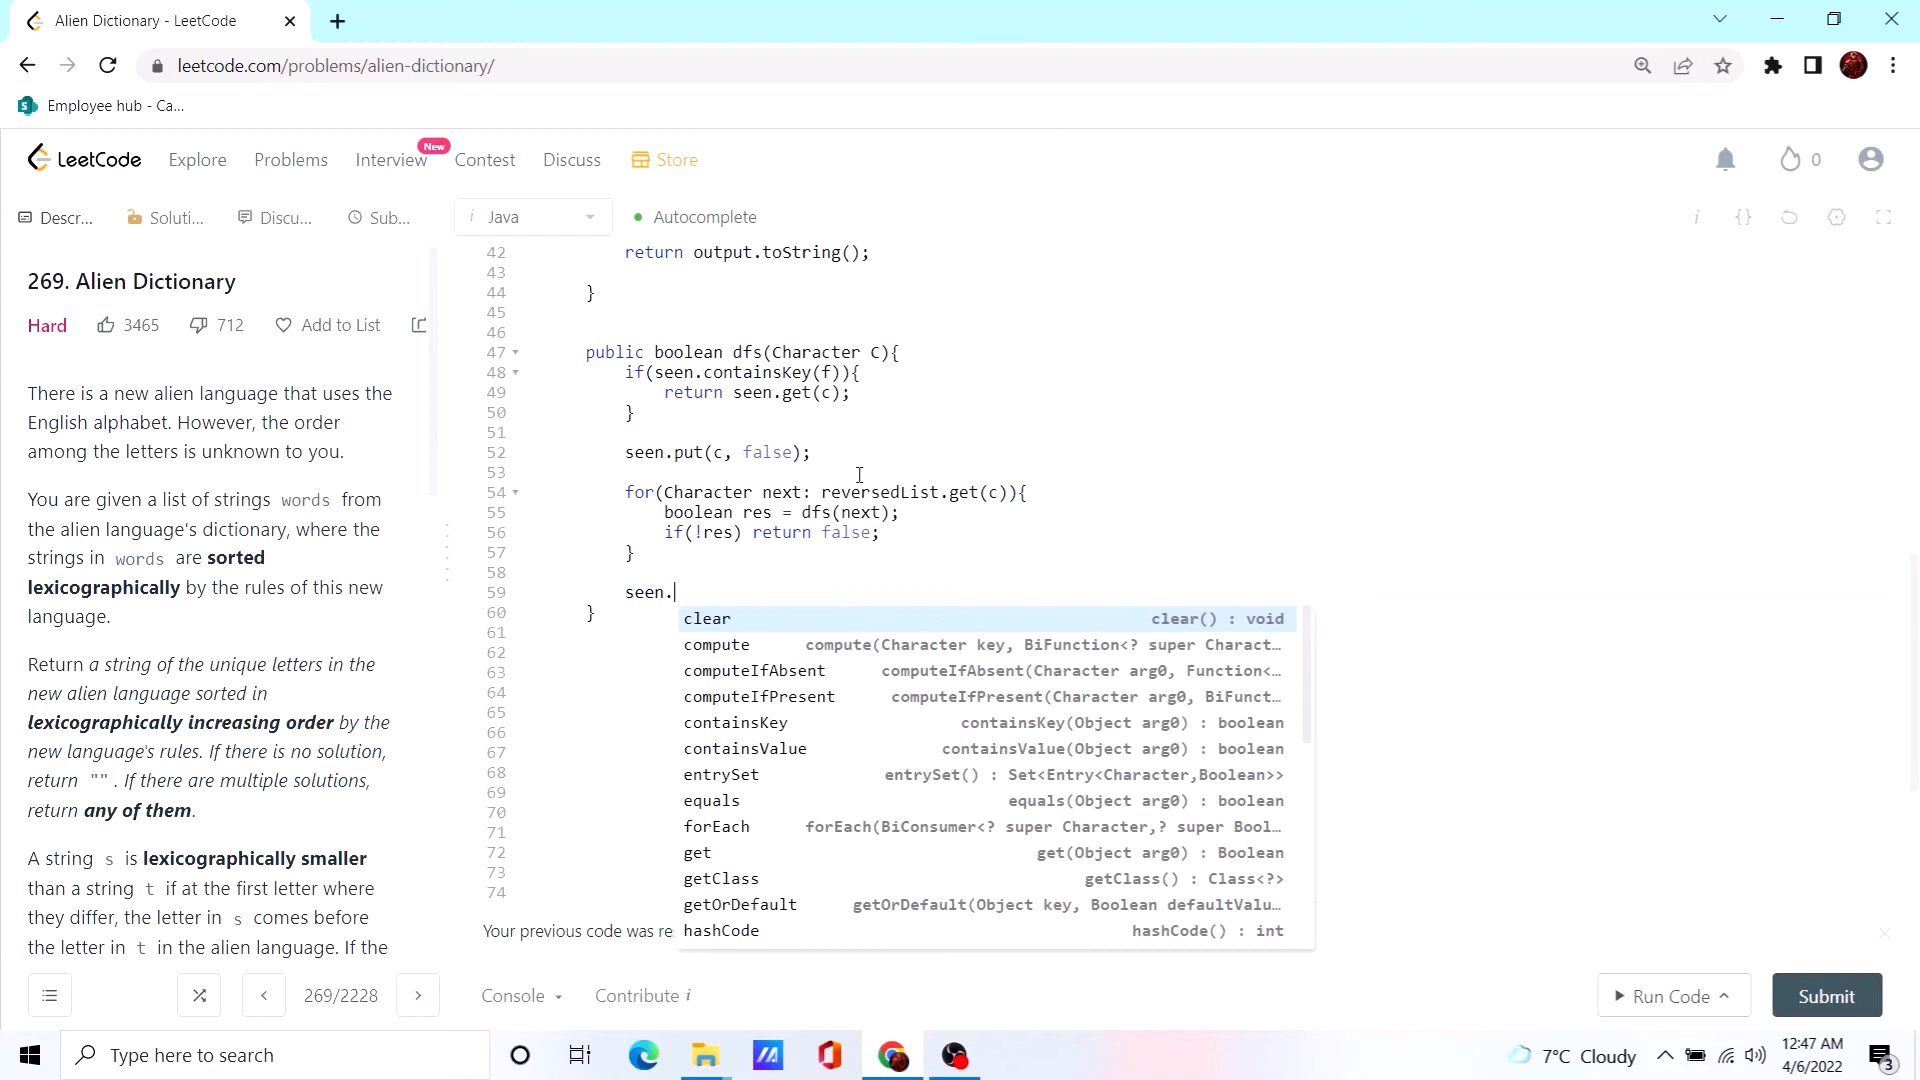 Alien Dictionary - LeetCode
leetcode.com/problems/alien-dictionary/
Employee hub - Ca...
LeetCode Explore Problems Interview New Contest Discuss Store 0
Descr... Soluti... Discu... Sub... i Java Autocomplete i {}
269. Alien Dictionary
Hard 3465 712 Add to List
There is a new alien language that uses the
English alphabet. However, the order
among the letters is unknown to you.
You are given a list of strings words from
the alien language's dictionary, where the
strings in words are sorted
lexicographically by the rules of this new
language.
Return a string of the unique letters in the
new alien language sorted in
lexicographically increasing order by the
new language's rules. If there is no solution,
return "" . If there are multiple solutions,
return any of them.
A string s is lexicographically smaller
than a string t if at the first letter where
they differ, the letter in s comes before
the letter in t in the alien language. If the
42 return output.toString();
43
44 }
45
46
47 public boolean dfs(Character C){
48 if(seen.containsKey(f)){
49 return seen.get(c);
50 }
51
52 seen.put(c, false);
53
54 for(Character next: reversedList.get(c)){
55 boolean res = dfs(next);
56 if(!res) return false;
57 }
58
59 seen.
60 }
61
62
63
64
65
66
67
68
69
70
71
72
73
74
clear clear() : void
compute compute(Character key, BiFunction<? super Charact…
computeIfAbsent computeIfAbsent(Character arg0, Function<…
computeIfPresent computeIfPresent(Character arg0, BiFunct…
containsKey containsKey(Object arg0) : boolean
containsValue containsValue(Object arg0) : boolean
entrySet entrySet() : Set<Entry<Character,Boolean>>
equals equals(Object arg0) : boolean
forEach forEach(BiConsumer<? super Character,? super Bool…
get get(Object arg0) : Boolean
getClass getClass() : Class<?>
getOrDefault getOrDefault(Object key, Boolean defaultValu…
hashCode hashCode() : int
Your previous code was re
269/2228 Console Contribute i Run Code Submit
Type here to search
7°C Cloudy
12:47 AM
4/6/2022
3